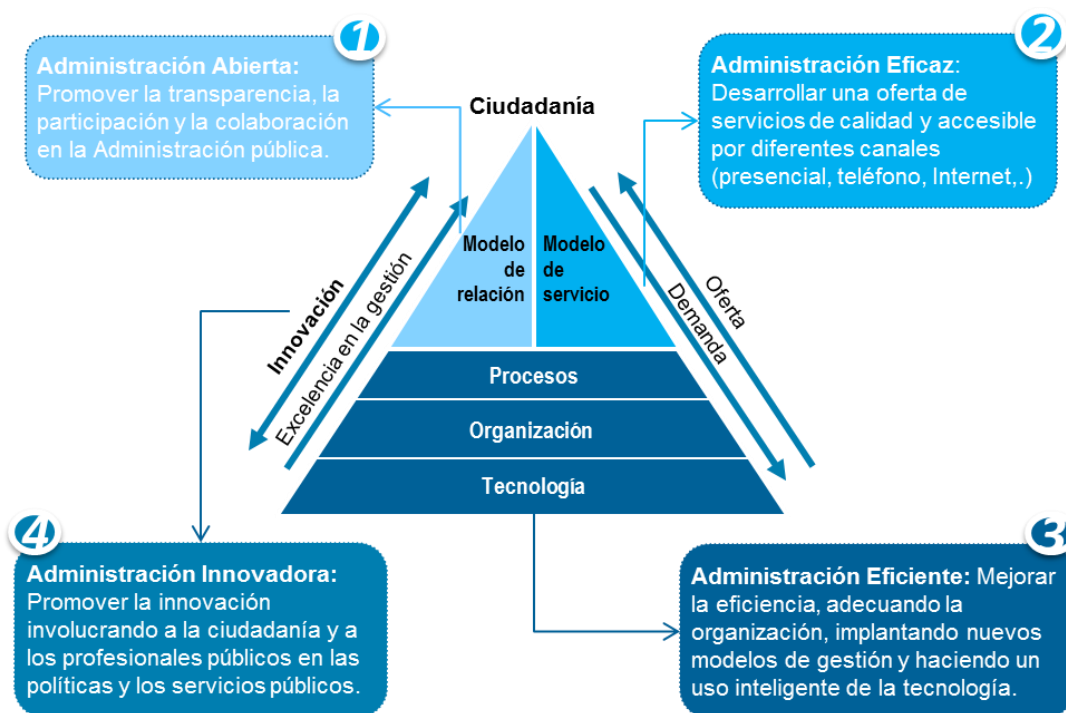 1
Administración Abierta:
Promover la transparencia, la
participación y la colaboración
en la Administración pública.
2
Administración Eficaz:
Desarrollar una oferta de
servicios de calidad y accesible
por diferentes canales
(presencial, teléfono, Internet,.)
Ciudadanía
Modelo
de
relación
Modelo
de
servicio
Innovación
Excelencia en la gestión
Oferta
Demanda
Procesos
Organización
Tecnología
4
Administración Innovadora:
Promover la innovación
involucrando a la ciudadanía y a
los profesionales públicos en las
políticas y los servicios públicos.
3
Administración Eficiente: Mejorar
la eficiencia, adecuando la
organización, implantando nuevos
modelos de gestión y haciendo un
uso inteligente de la tecnología.